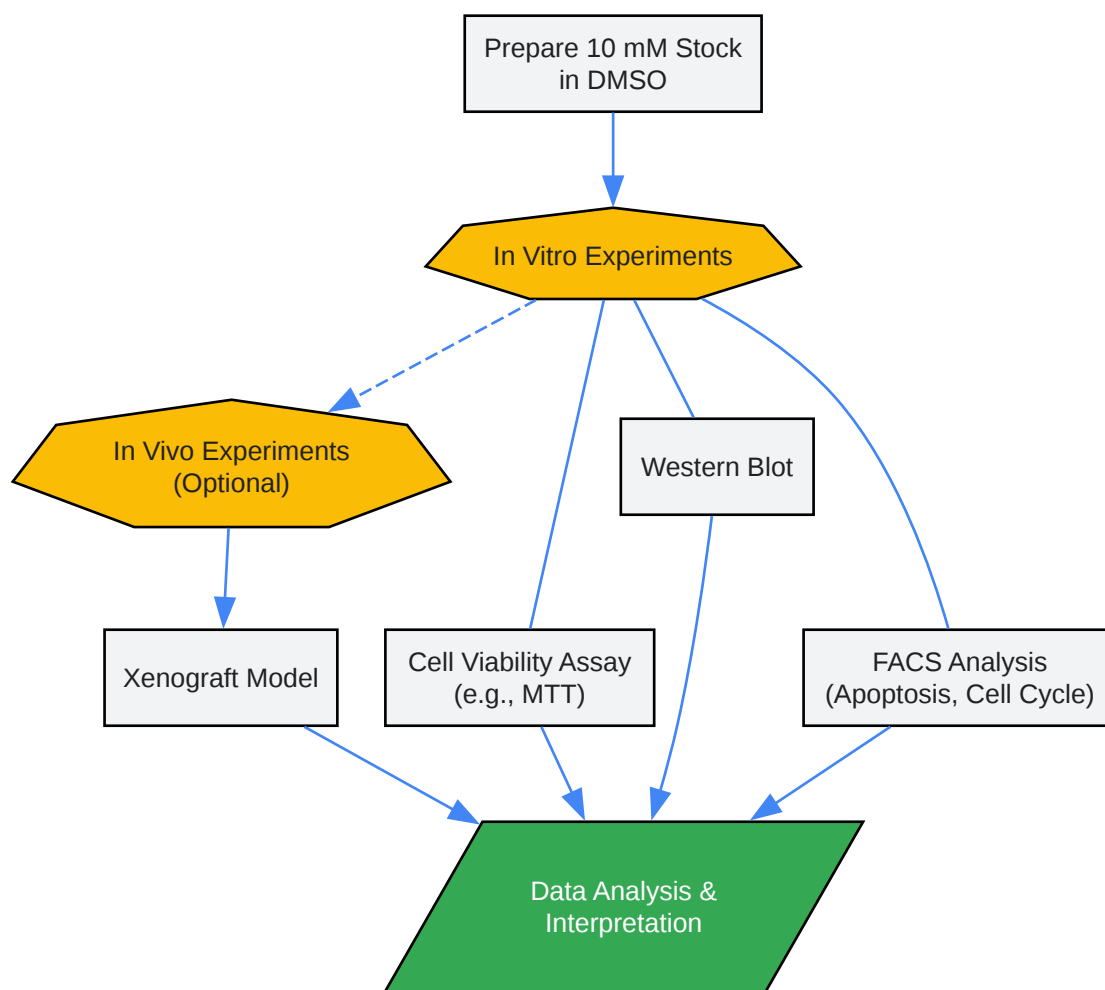 Prepare 10 mM Stock
in DMSO
In Vitro Experiments
In Vivo Experiments
(Optional)
Western Blot
Xenograft Model
Cell Viability Assay
(e.g., MTT)
FACS Analysis
(Apoptosis, Cell Cycle)
Data Analysis &
Interpretation